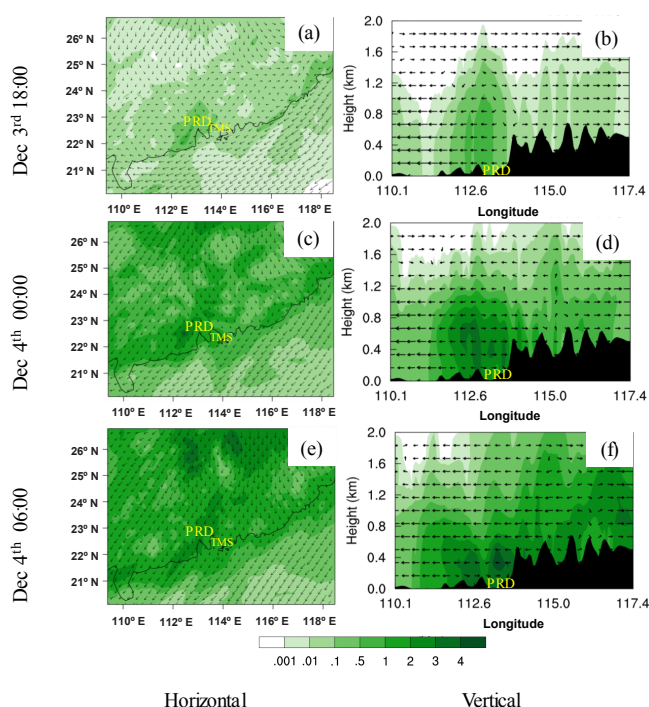 Dec 3rd 18:00
(a)
26° N
25° N
24° N
23° N
22° N
21° N
PRD
TMS
110° E 112° E 114° E 116° E 118° E
(b)
Height (km)
2.0
1.6
1.2
0.8
0.4
0.0
PRD
110.1 112.6 115.0 117.4
Longitude
Dec 4th 00:00
(c)
26° N
25° N
24° N
23° N
22° N
21° N
PRD
TMS
110° E 112° E 114° E 116° E 118° E
(d)
Height (km)
2.0
1.6
1.2
0.8
0.4
0.0
PRD
110.1 112.6 115.0 117.4
Longitude
Dec 4th 06:00
(e)
26° N
25° N
24° N
23° N
22° N
21° N
PRD
TMS
110° E 112° E 114° E 116° E 118° E
(f)
Height (km)
2.0
1.6
1.2
0.8
0.4
0.0
PRD
110.1 112.6 115.0 117.4
Longitude
.001 .01 .1 .5 1 2 3 4
Horizontal
Vertical